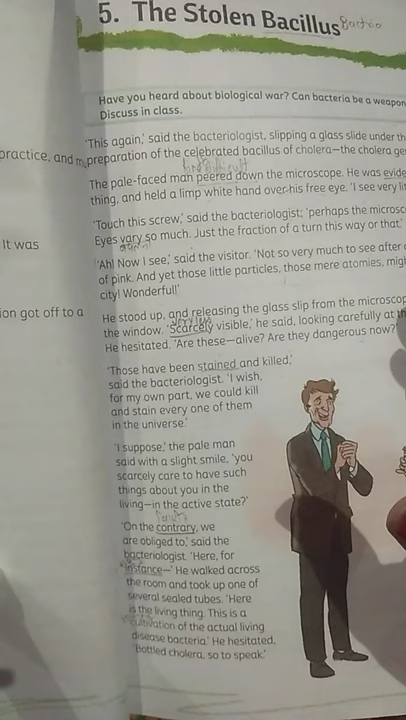 5. The Stolen Bacillus
Have you heard about biological war? Can bacteria be a weapon
Discuss in class.
'This again,' said the bacteriologist, slipping a glass slide under th
preparation of the celebrated bacillus of cholera—the cholera ge
The pale-faced man peered down the microscope. He was evide
thing, and held a limp white hand over his free eye. 'I see very lit
'Touch this screw,' said the bacteriologist; 'perhaps the microsc
Eyes vary so much. Just the fraction of a turn this way or that.'
'Ah! Now I see,' said the visitor. 'Not so very much to see after
of pink. And yet those little particles, those mere atomies, mig
city! Wonderful!'
He stood up, and releasing the glass slip from the microscop
the window. 'Scarcely visible,' he said, looking carefully at th
He hesitated. 'Are these—alive? Are they dangerous now?'
'Those have been stained and killed,'
said the bacteriologist. 'I wish,
for my own part, we could kill
and stain every one of them
in the universe.'
'I suppose,' the pale man
said with a slight smile, 'you
scarcely care to have such
things about you in the
living—in the active state?'
'On the contrary, we
are obliged to,' said the
bacteriologist. 'Here, for
instance—' He walked across
the room and took up one of
several sealed tubes. 'Here
is the living thing. This is a
cultivation of the actual living
disease bacteria.' He hesitated,
'Bottled cholera, so to speak.'
practice, and
It was
ion got off to a